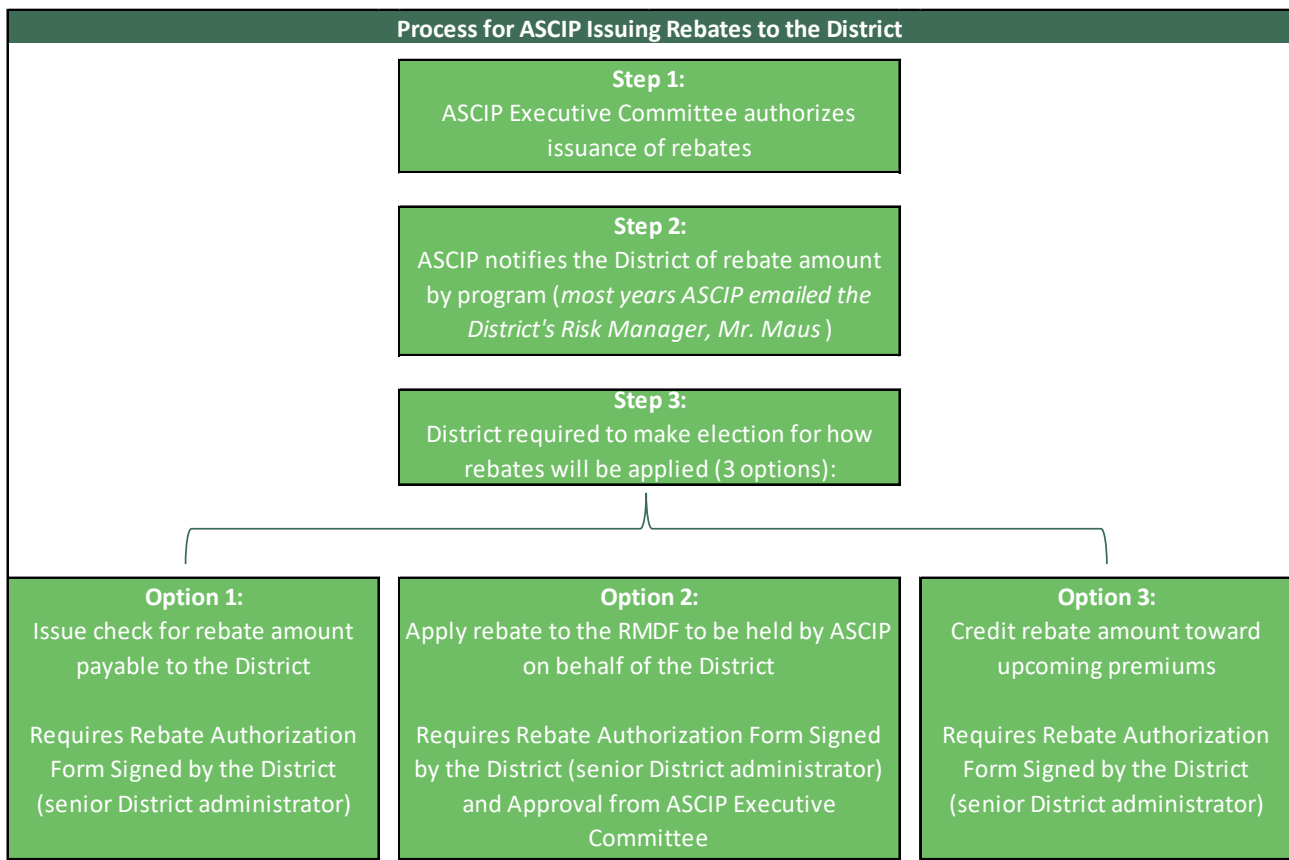 Process for ASCIP Issuing Rebates to the District
Step 1:
ASCIP Executive Committee authorizes
issuance of rebates
Step 2:
ASCIP notifies the District of rebate amount
by program (most years ASCIP emailed the
District's Risk Manager, Mr. Maus )
Step 3:
District required to make election for how
rebates will be applied (3 options):
Option 1:
Issue check for rebate amount
payable to the District
Requires Rebate Authorization
Form Signed by the District
(senior District administrator)
Option 2:
Apply rebate to the RMDF to be held by ASCIP
on behalf of the District
Requires Rebate Authorization Form Signed
by the District (senior District administrator)
and Approval from ASCIP Executive
Committee
Option 3:
Credit rebate amount toward
upcoming premiums
Requires Rebate Authorization
Form Signed by the District
(senior District administrator)